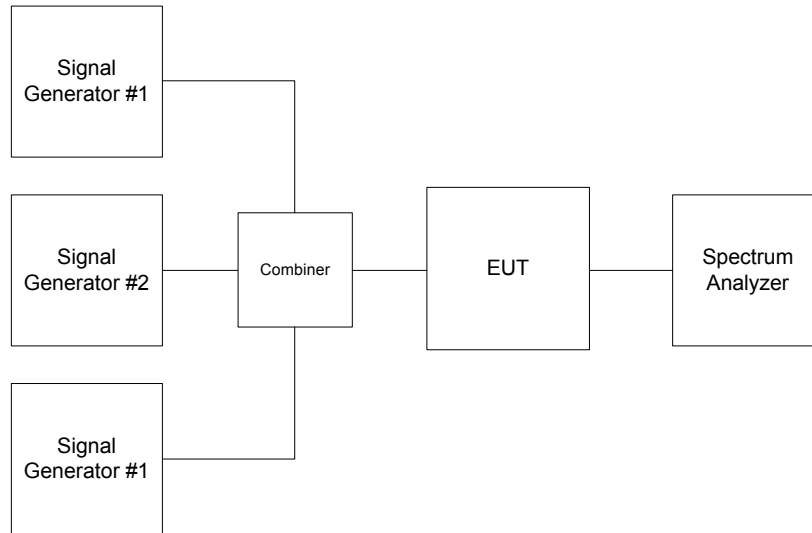 Signal
Generator #1
Signal
Generator #2
Combiner
EUT
Spectrum
Analyzer
Signal
Generator #1